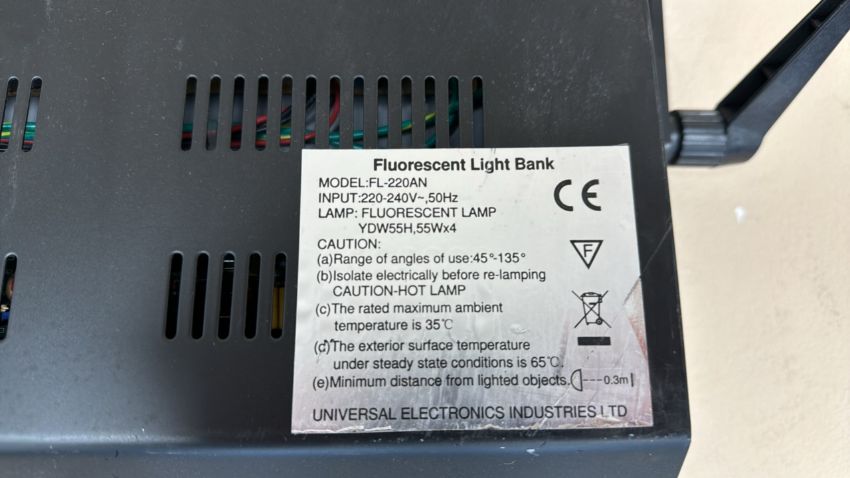 Fluorescent Light Bank
MODEL:FL-220AN
INPUT:220-240V~,50Hz
LAMP: FLUORESCENT LAMP
YDW55H,55Wx4
CAUTION:
(a)Range of angles of use:45°-135°
(b)Isolate electrically before re-lamping
CAUTION-HOT LAMP
(c)The rated maximum ambient
temperature is 35℃
(d)The exterior surface temperature
under steady state conditions is 65℃.
(e)Minimum distance from lighted objects.---0.3m
UNIVERSAL ELECTRONICS INDUSTRIES LTD
CE
F